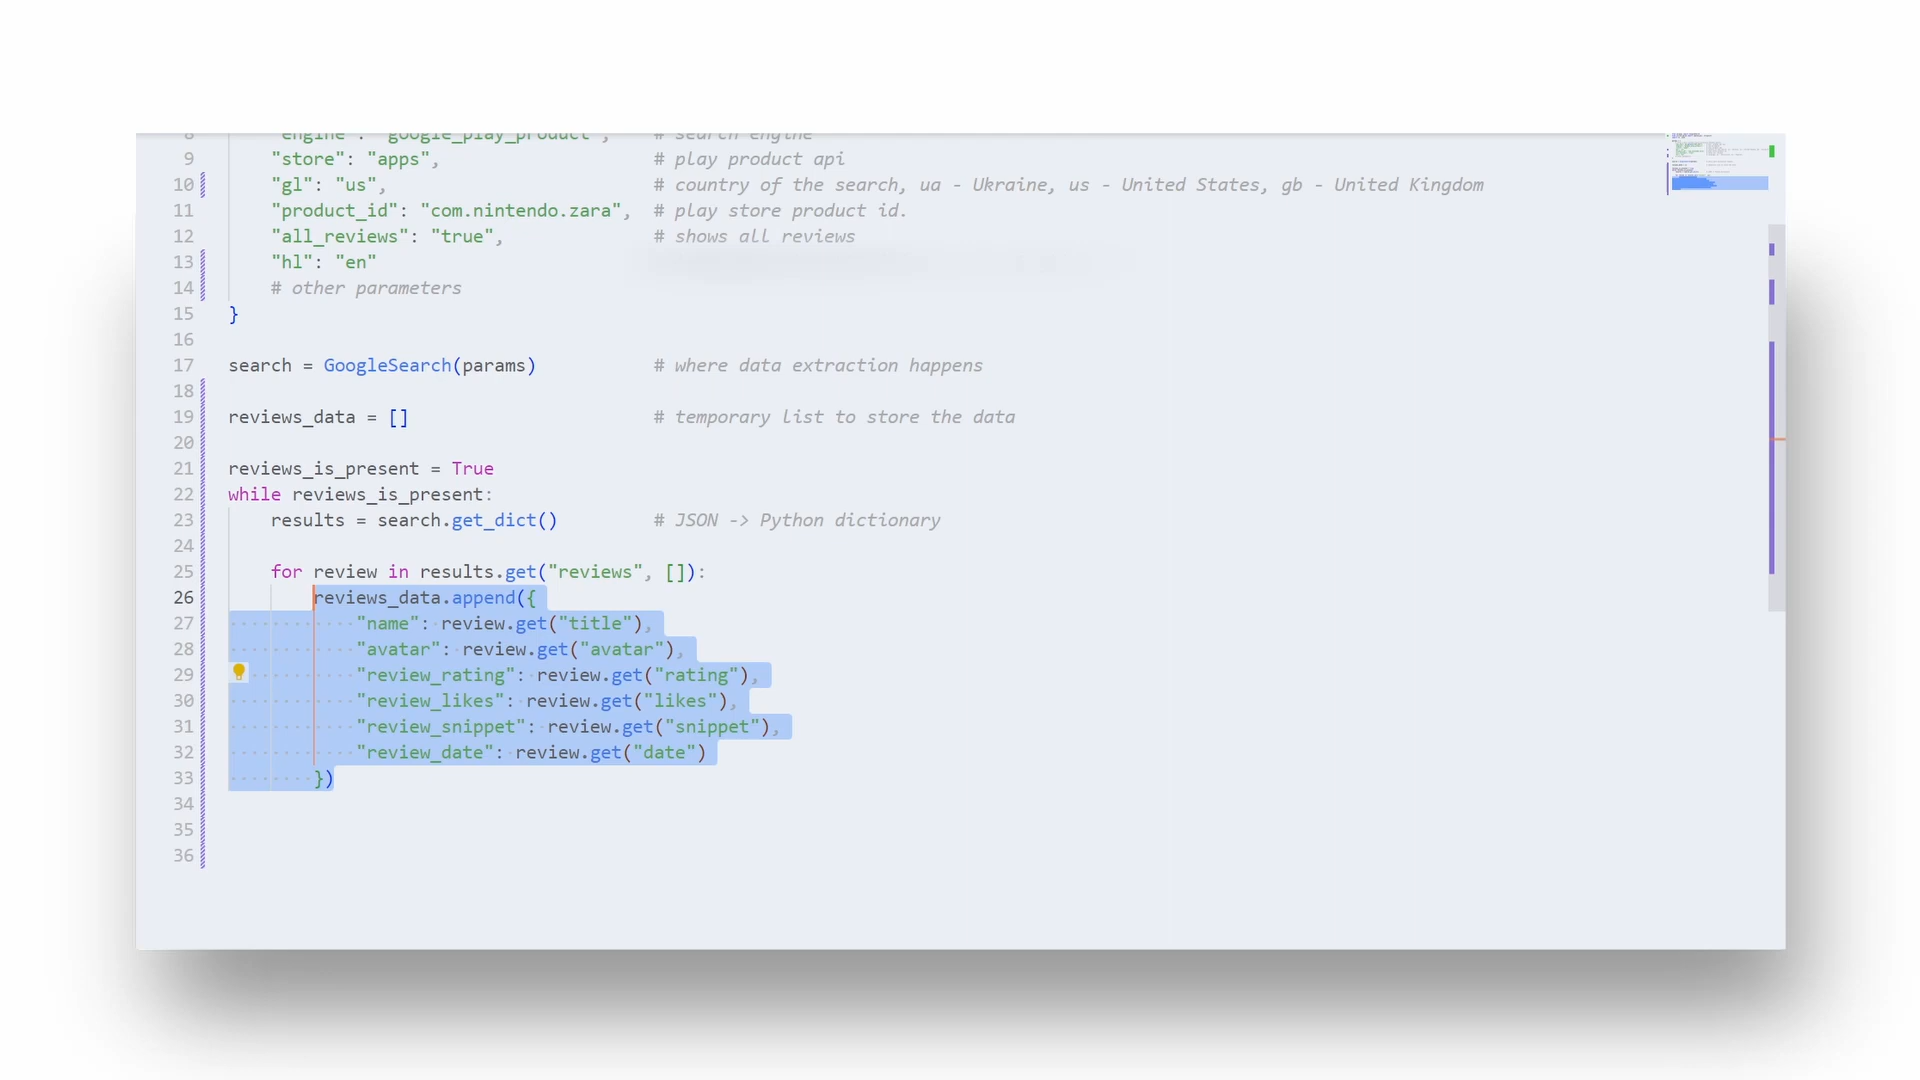 8 "engine": "google_play_product", # search engine
9 "store": "apps", # play product api
10 "gl": "us", # country of the search, ua - Ukraine, us - United States, gb - United Kingdom
11 "product_id": "com.nintendo.zara", # play store product id.
12 "all_reviews": "true", # shows all reviews
13 "hl": "en"
14 # other parameters
15 }
16
17 search = GoogleSearch(params) # where data extraction happens
18
19 reviews_data = [] # temporary list to store the data
20
21 reviews_is_present = True
22 while reviews_is_present:
23 results = search.get_dict() # JSON -> Python dictionary
24
25 for review in results.get("reviews", []):
26 reviews_data.append({
27 "name": review.get("title"),
28 "avatar": review.get("avatar"),
29 "review_rating": review.get("rating"),
30 "review_likes": review.get("likes"),
31 "review_snippet": review.get("snippet"),
32 "review_date": review.get("date")
33 })
34
35
36